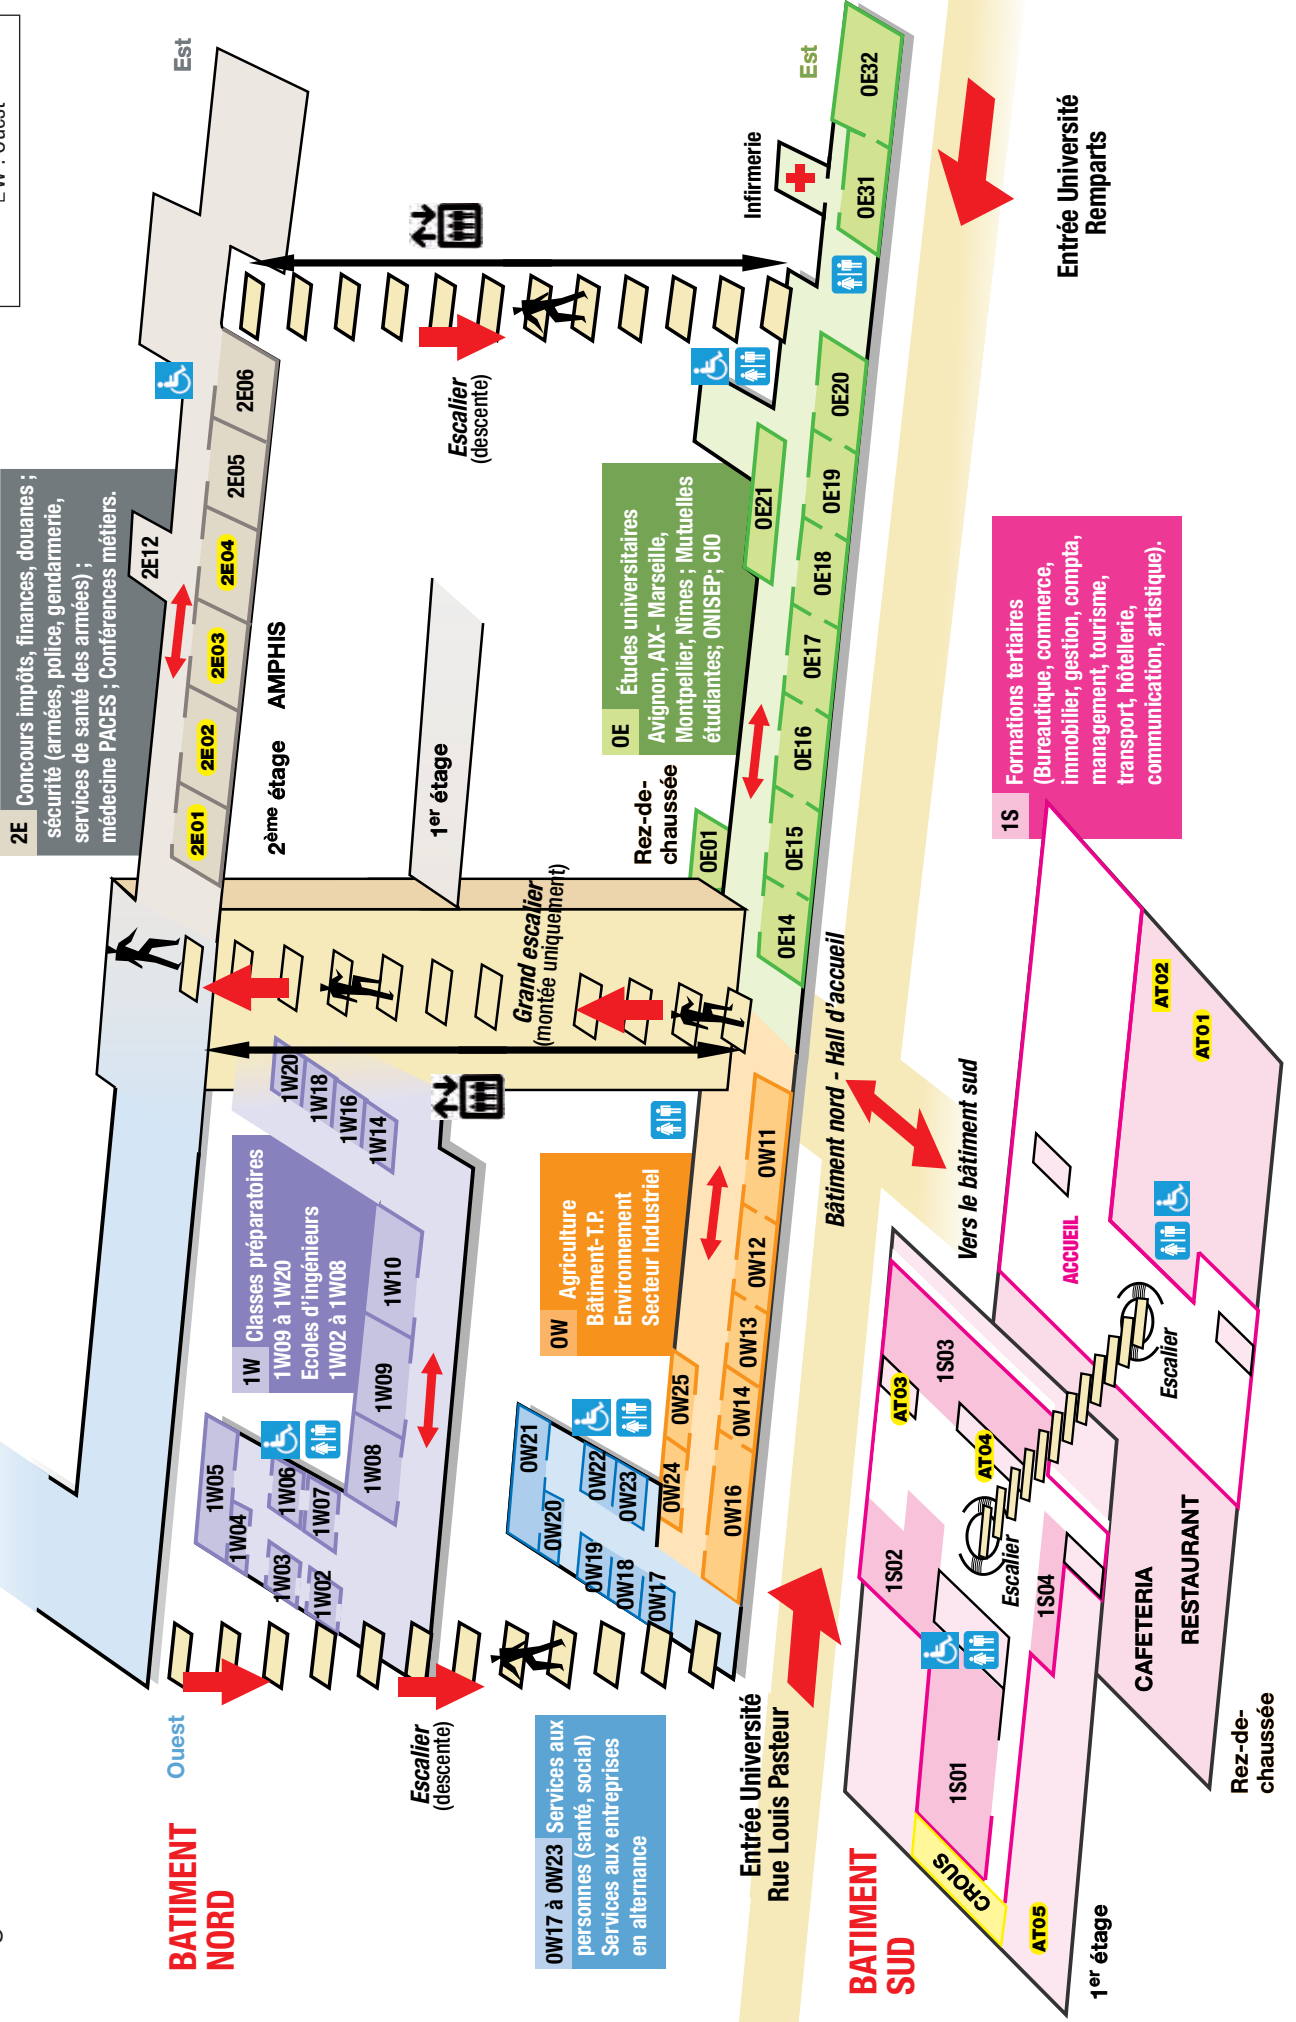 W : Ouest
BATIMENT
NORD
Ouest
Est
2E Concours impôts, finances, douanes ;
sécurité (armées, police, gendarmerie,
services de santé des armées) ;
médecine PACES ; Conférences métiers.
2E12
2E01
2E02
2E03
2E04
2E05
2E06
2ème étage AMPHIS
1er étage
Escalier
(descente)
Grand escalier
(montée uniquement)
1W Classes préparatoires
1W09 à 1W20
Ecoles d'ingénieurs
1W02 à 1W08
1W20
1W18
1W16
1W14
1W10
1W09
1W08
1W05
1W04
1W06
1W07
1W03
1W02
Escalier
(descente)
0W17 à 0W23 Services aux
personnes (santé, social)
Services aux entreprises
en alternance
0W Agriculture
Bâtiment-T.P.
Environnement
Secteur Industriel
0W21
0W20
0W22
0W23
0W19
0W18
0W17
0W25
0W24
0W16
0W14
0W13
0W12
0W11
Rez-de-
chaussée
0E Études universitaires
Avignon, AIX- Marseille,
Montpellier, Nîmes ; Mutuelles
étudiantes; ONISEP; CIO
Infirmerie
Est
0E01
0E21
0E14
0E15
0E16
0E17
0E18
0E19
0E20
0E31
0E32
Entrée Université
Rue Louis Pasteur
Bâtiment nord - Hall d'accueil
Entrée Université
Remparts
Vers le bâtiment sud
BATIMENT
SUD
1S Formations tertiaires
(Bureautique, commerce,
immobilier, gestion, compta,
management, tourisme,
transport, hôtellerie,
communication, artistique).
1S03
AT03
AT04
1S02
1S04
1S01
CROUS
AT05
Escalier
Escalier
ACCUEIL
AT02
AT01
CAFETERIA
RESTAURANT
1er étage
Rez-de-
chaussée